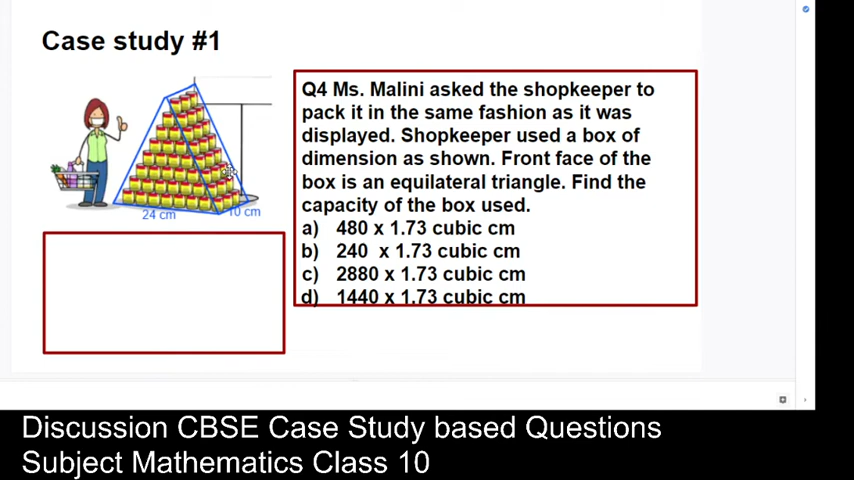 Case study #1
24 cm
10 cm
Q4 Ms. Malini asked the shopkeeper to
pack it in the same fashion as it was
displayed. Shopkeeper used a box of
dimension as shown. Front face of the
box is an equilateral triangle. Find the
capacity of the box used.
a) 480 x 1.73 cubic cm
b) 240 x 1.73 cubic cm
c) 2880 x 1.73 cubic cm
d) 1440 x 1.73 cubic cm
Discussion CBSE Case Study based Questions
Subject Mathematics Class 10